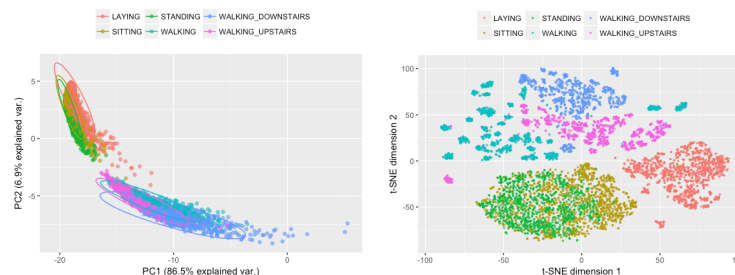 LAYING STANDING WALKING_DOWNSTAIRS
SITTING WALKING WALKING_UPSTAIRS
5
0
-5
-20 -10 0
PC1 (86.5% explained var.)
PC2 (6.9% explained var.)
LAYING STANDING WALKING_DOWNSTAIRS
SITTING WALKING WALKING_UPSTAIRS
100
50
0
-50
-100 -50 0 50 100
t-SNE dimension 1
t-SNE dimension 2